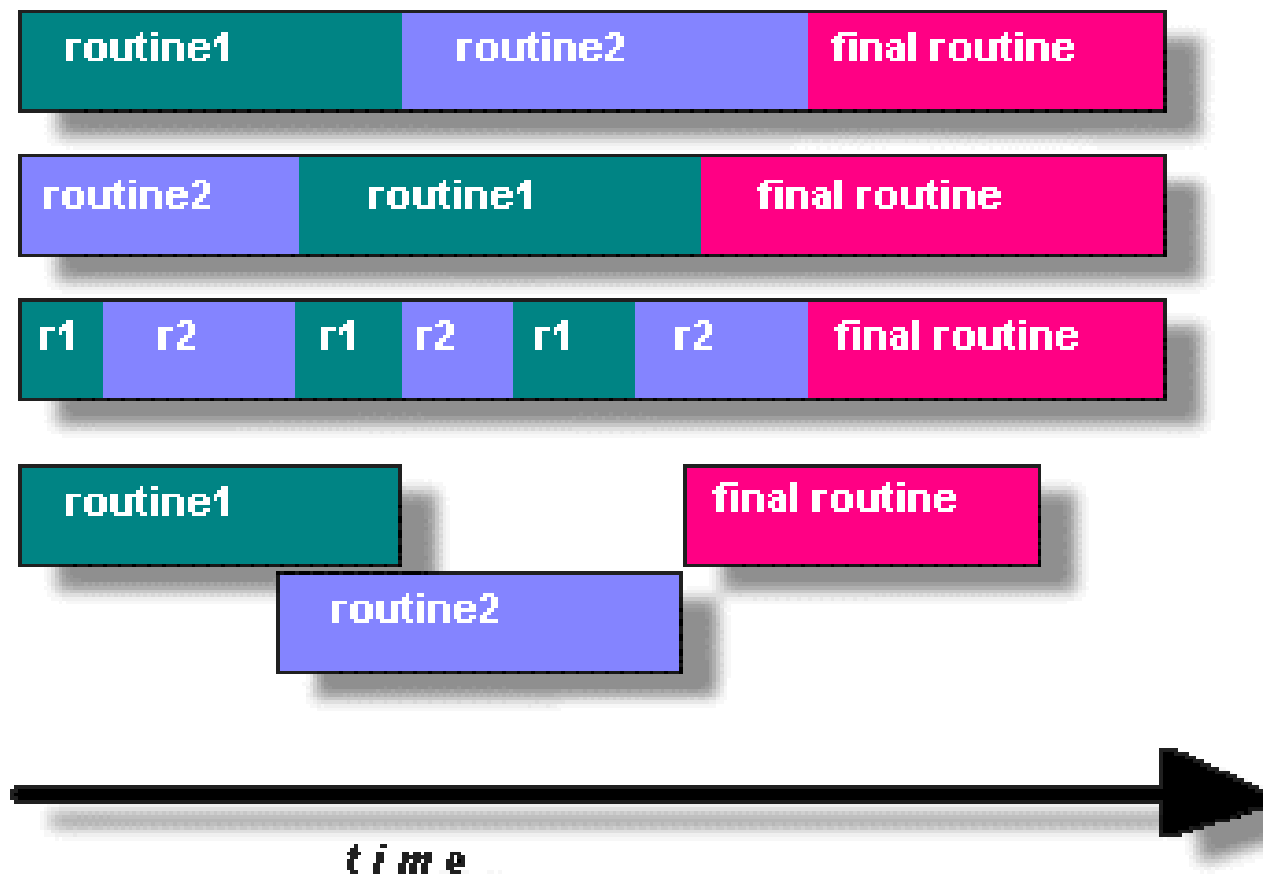 routine1 routine2 final routine
routine2 routine1 final routine
r1 r2 r1 r2 r1 r2 final routine
routine1 final routine
routine2
time